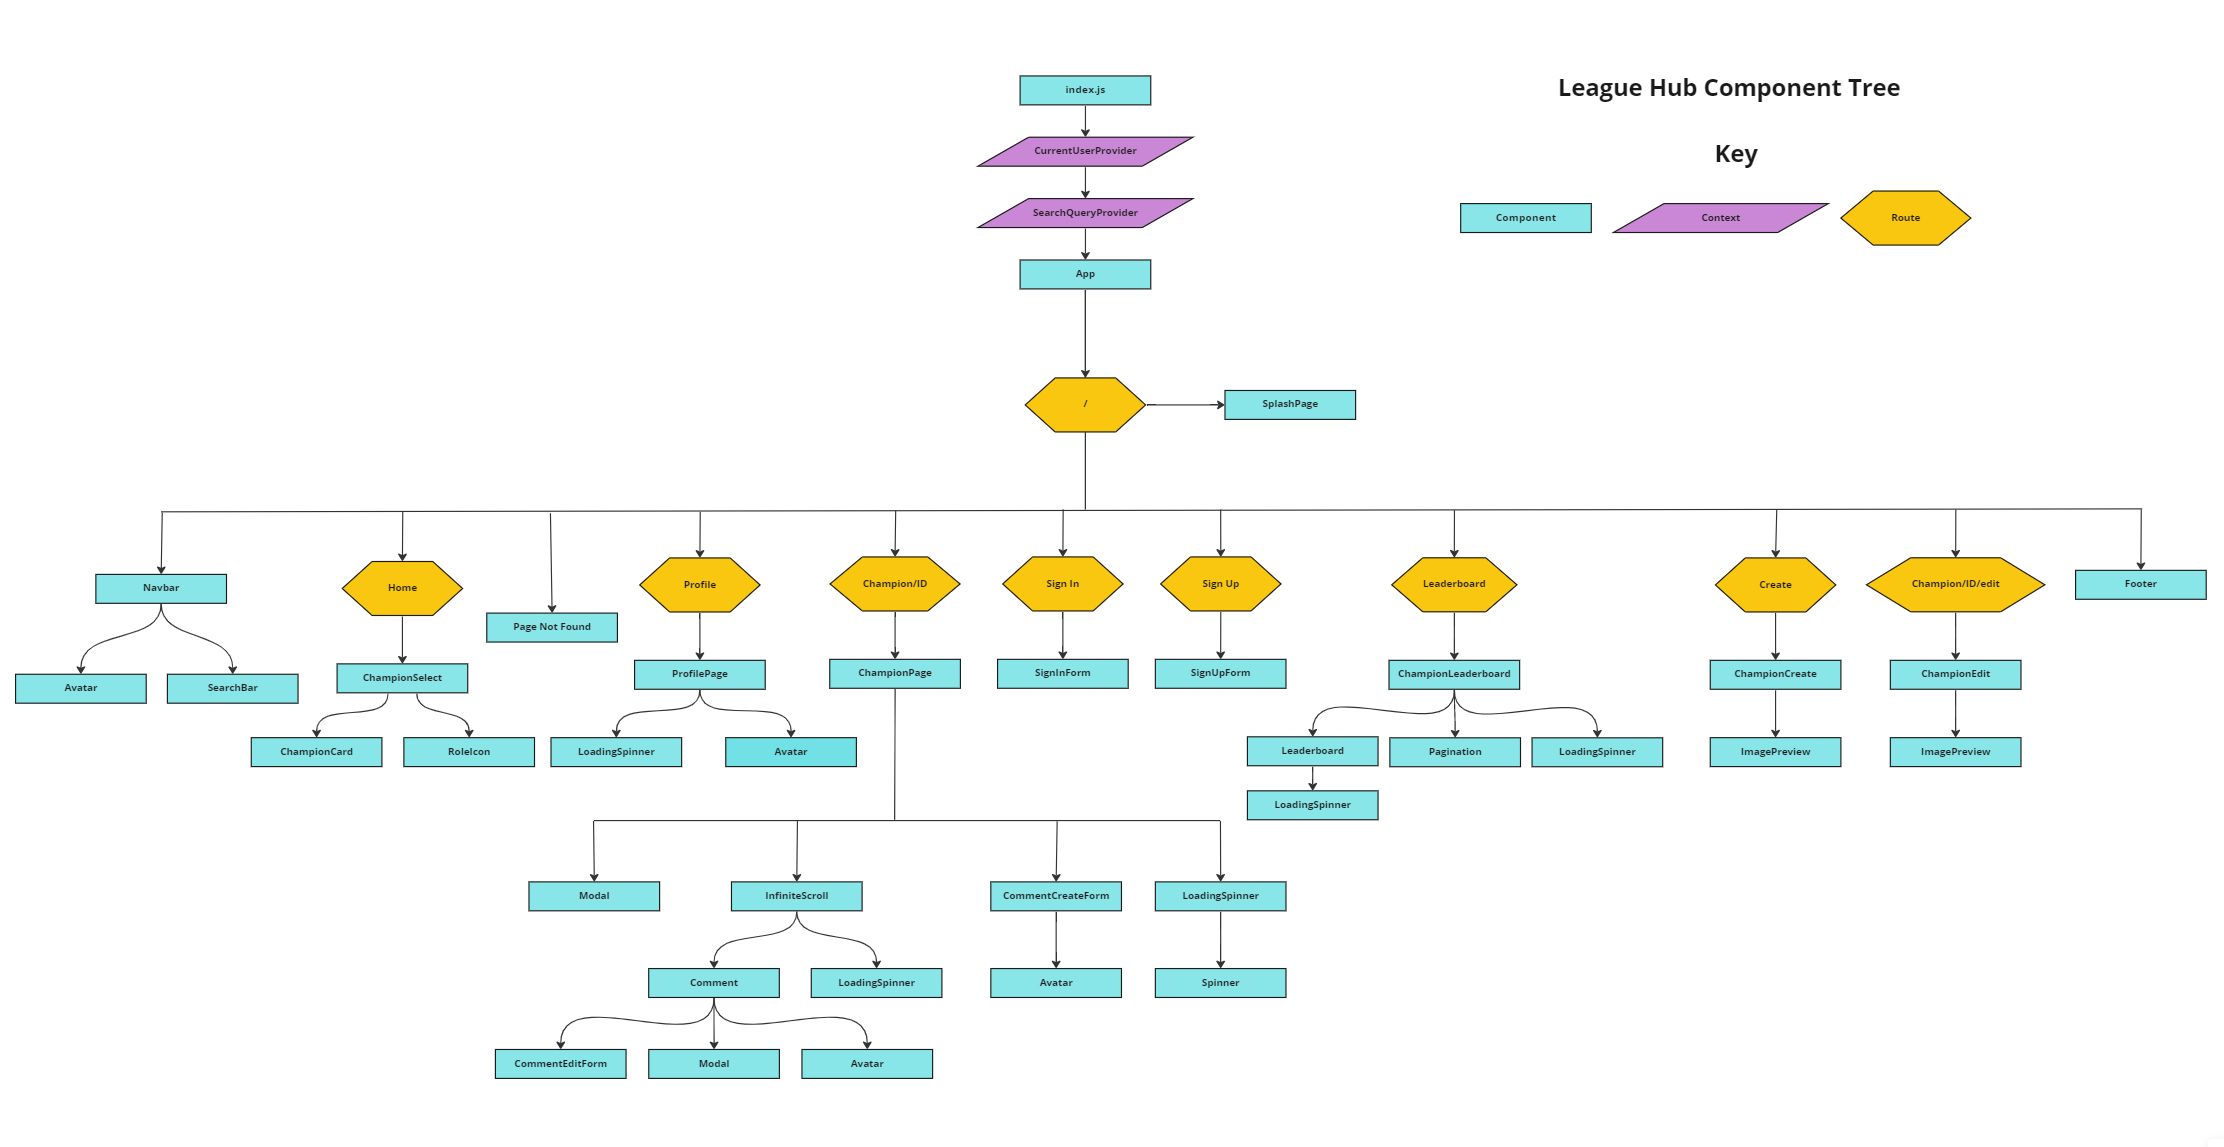 League Hub Component Tree
Key
Component
Context
Route
index.js
CurrentUserProvider
SearchQueryProvider
App
/
SplashPage
Navbar
Home
Page Not Found
Profile
Champion/ID
Sign In
Sign Up
Leaderboard
Create
Champion/ID/edit
Footer
Avatar
SearchBar
ChampionSelect
ProfilePage
ChampionPage
SignInForm
SignUpForm
ChampionLeaderboard
ChampionCreate
ChampionEdit
ChampionCard
RoleIcon
LoadingSpinner
Avatar
Leaderboard
Pagination
LoadingSpinner
ImagePreview
ImagePreview
LoadingSpinner
Modal
InfiniteScroll
CommentCreateForm
LoadingSpinner
Comment
LoadingSpinner
Avatar
Spinner
CommentEditForm
Modal
Avatar